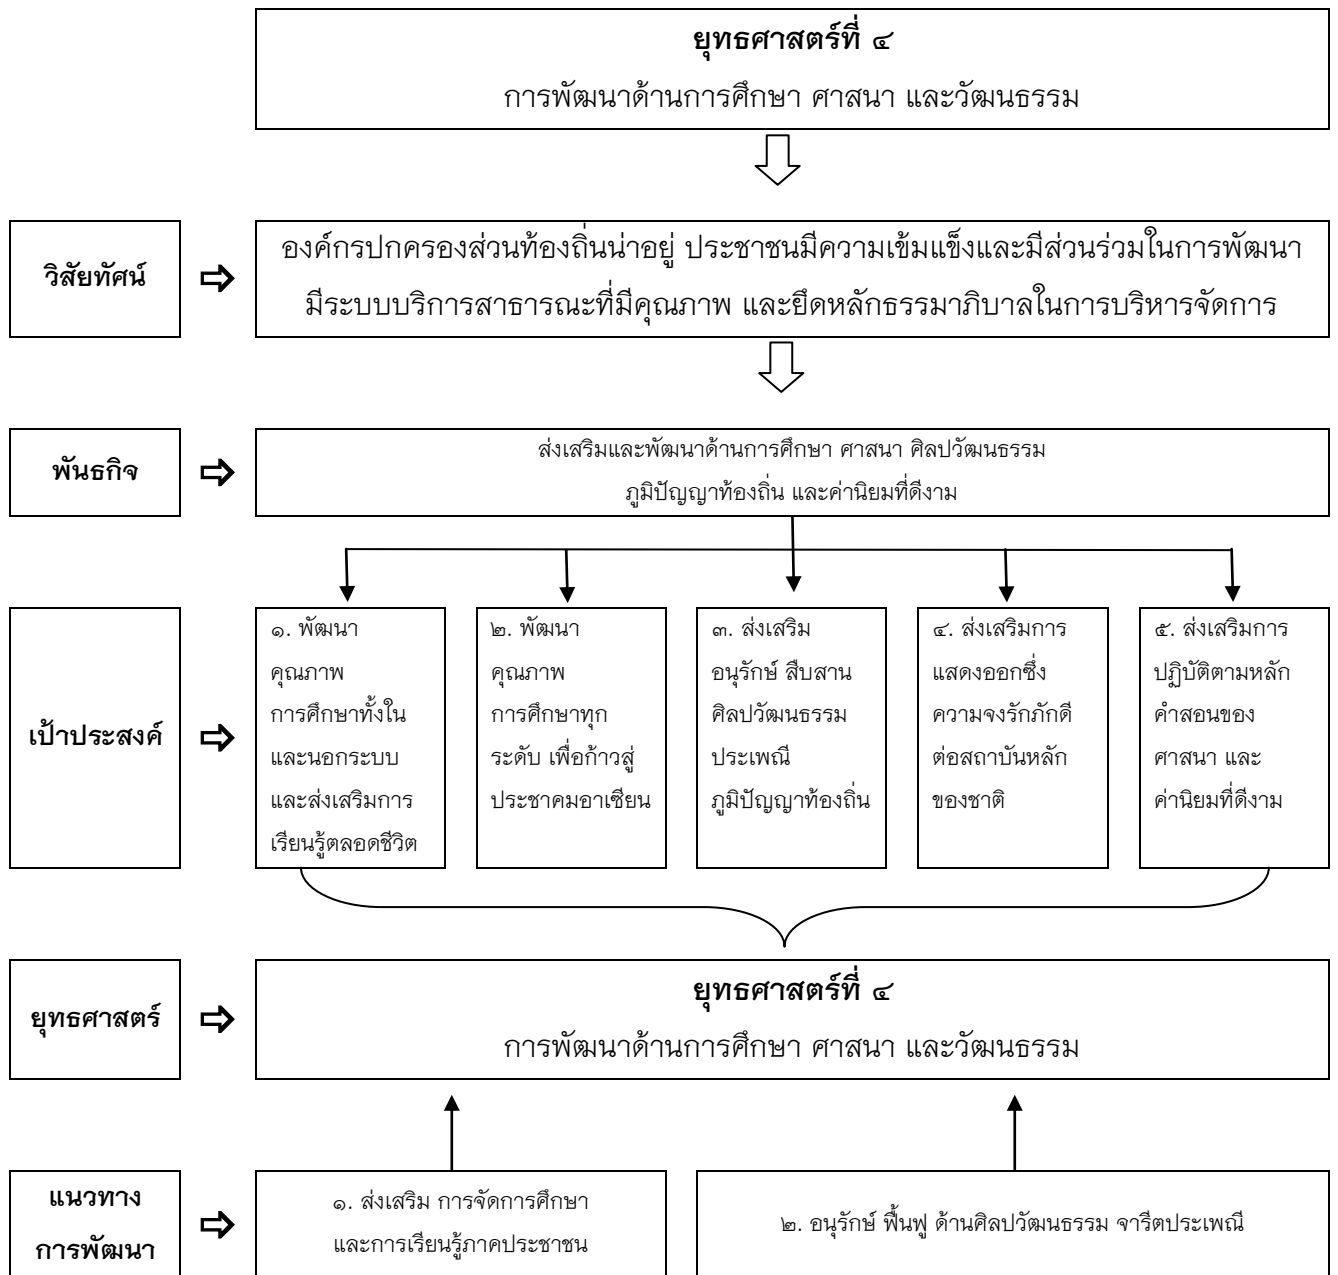 ยุทธศาสตร์ที่ ๔
การพัฒนาด้านการศึกษา ศาสนา และวัฒนธรรม
วิสัยทัศน์
องค์กรปกครองส่วนท้องถิ่นน่าอยู่ ประชาชนมีความเข้มแข็งและมีส่วนร่วมในการพัฒนา
มีระบบบริการสาธารณะที่มีคุณภาพ และยึดหลักธรรมาภิบาลในการบริหารจัดการ
พันธกิจ
ส่งเสริมและพัฒนาด้านการศึกษา ศาสนา ศิลปวัฒนธรรม
ภูมิปัญญาท้องถิ่น และค่านิยมที่ดีงาม
เป้าประสงค์
๑. พัฒนา
คุณภาพ
การศึกษาทั้งใน
และนอกระบบ
และส่งเสริมการ
เรียนรู้ตลอดชีวิต
๒. พัฒนา
คุณภาพ
การศึกษาทุก
ระดับ เพื่อก้าวสู่
ประชาคมอาเซียน
๓. ส่งเสริม
อนุรักษ์ สืบสาน
ศิลปวัฒนธรรม
ประเพณี
ภูมิปัญญาท้องถิ่น
๔. ส่งเสริมการ
แสดงออกซึ่ง
ความจงรักภักดี
ต่อสถาบันหลัก
ของชาติ
๕. ส่งเสริมการ
ปฏิบัติตามหลัก
คำสอนของ
ศาสนา และ
ค่านิยมที่ดีงาม
ยุทธศาสตร์
ยุทธศาสตร์ที่ ๔
การพัฒนาด้านการศึกษา ศาสนา และวัฒนธรรม
แนวทาง
การพัฒนา
๑. ส่งเสริม การจัดการศึกษา
และการเรียนรู้ภาคประชาชน
๒. อนุรักษ์ ฟื้นฟู ด้านศิลปวัฒนธรรม จารีตประเพณี